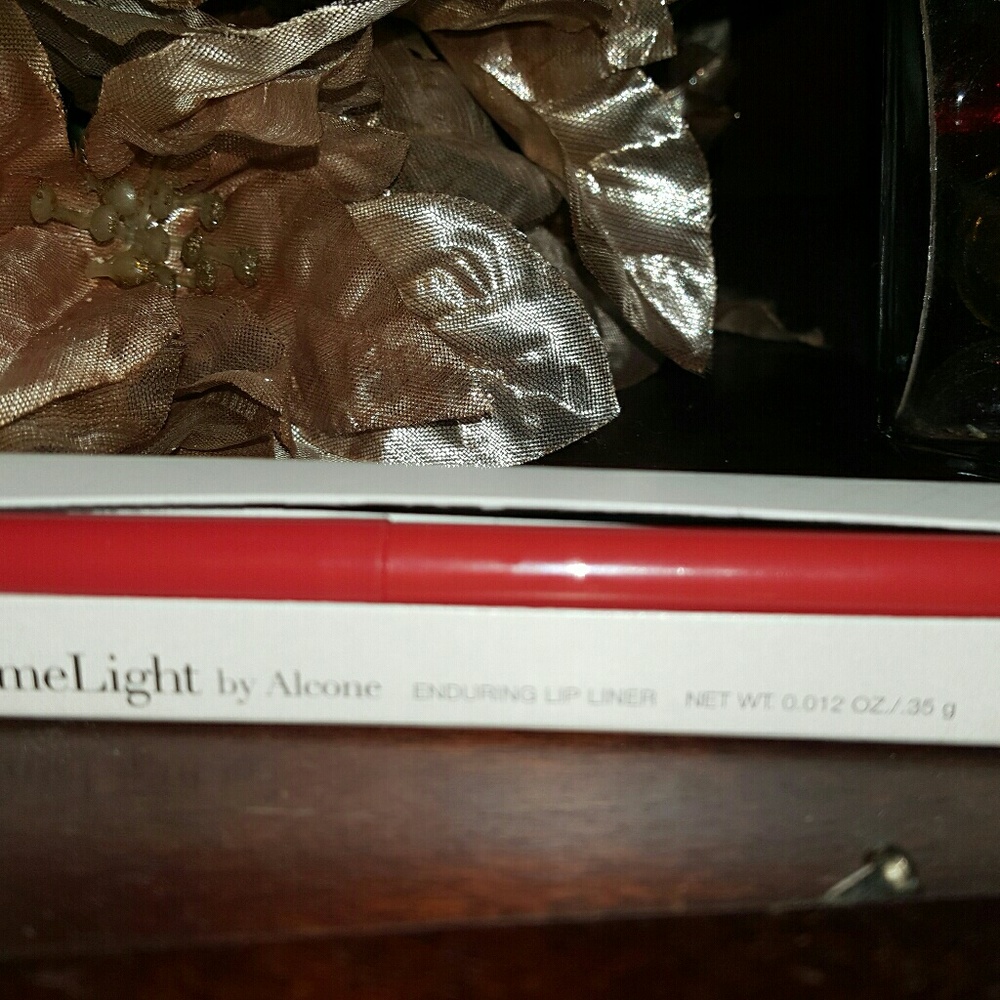 meLight by Alcone ENDURING LIP LINER NET WT. 0.012 OZ./.35 g